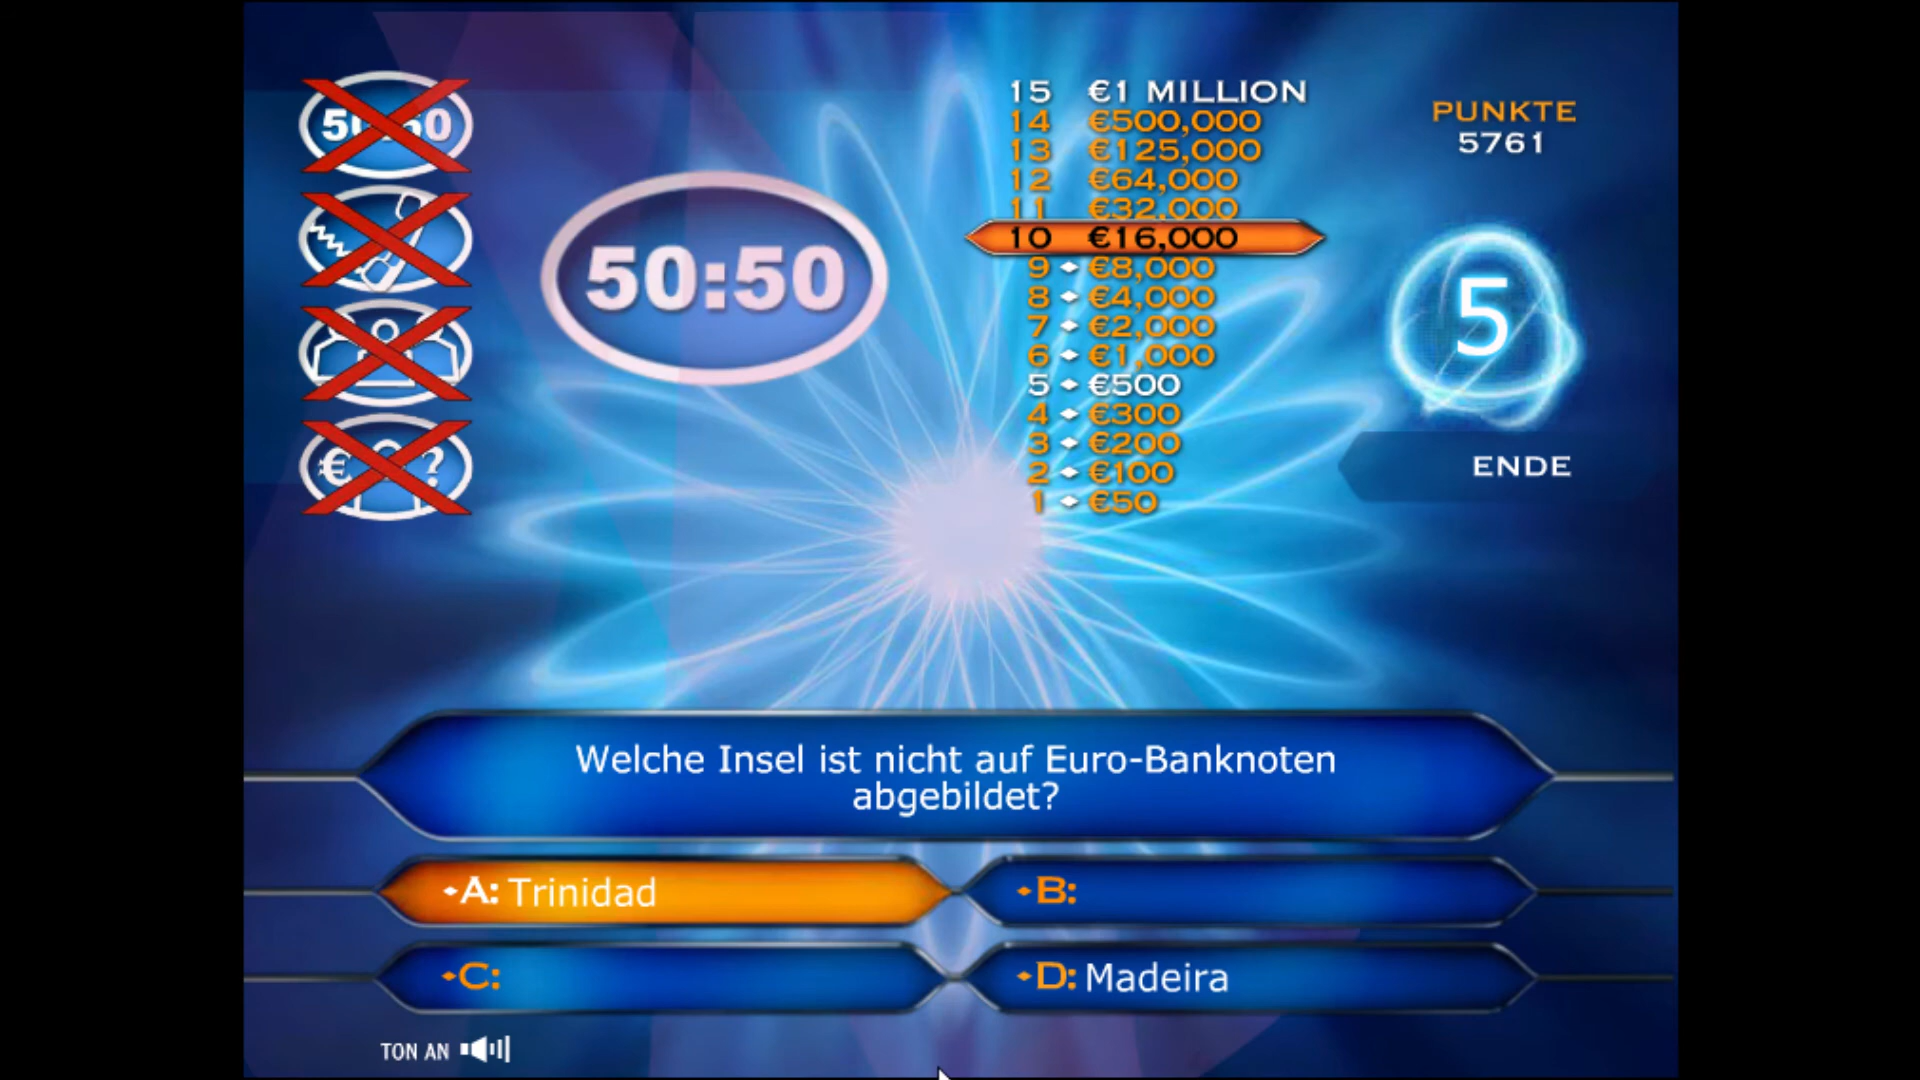 50:50
15 €1 MILLION
14 €500,000
13 €125,000
12 €64,000
11 €32,000
10 €16,000
9 €8,000
8 €4,000
7 €2,000
6 €1,000
5 €500
4 €300
3 €200
2 €100
1 €50
PUNKTE
5761
5
ENDE
€ ?
Welche Insel ist nicht auf Euro-Banknoten
abgebildet?
A: Trinidad
B:
C:
D: Madeira
TON AN